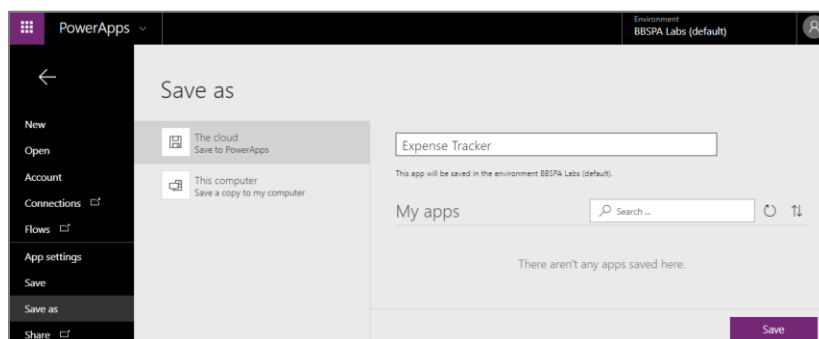 PowerApps
Environment
BBSPA Labs (default)
New
Open
Account
Connections
Flows
App settings
Save
Save as
Share
Save as
The cloud
Save to PowerApps
This computer
Save a copy to my computer
Expense Tracker
This app will be saved in the environment BBSPA Labs (default).
My apps
Search ...
There aren't any apps saved here.
Save